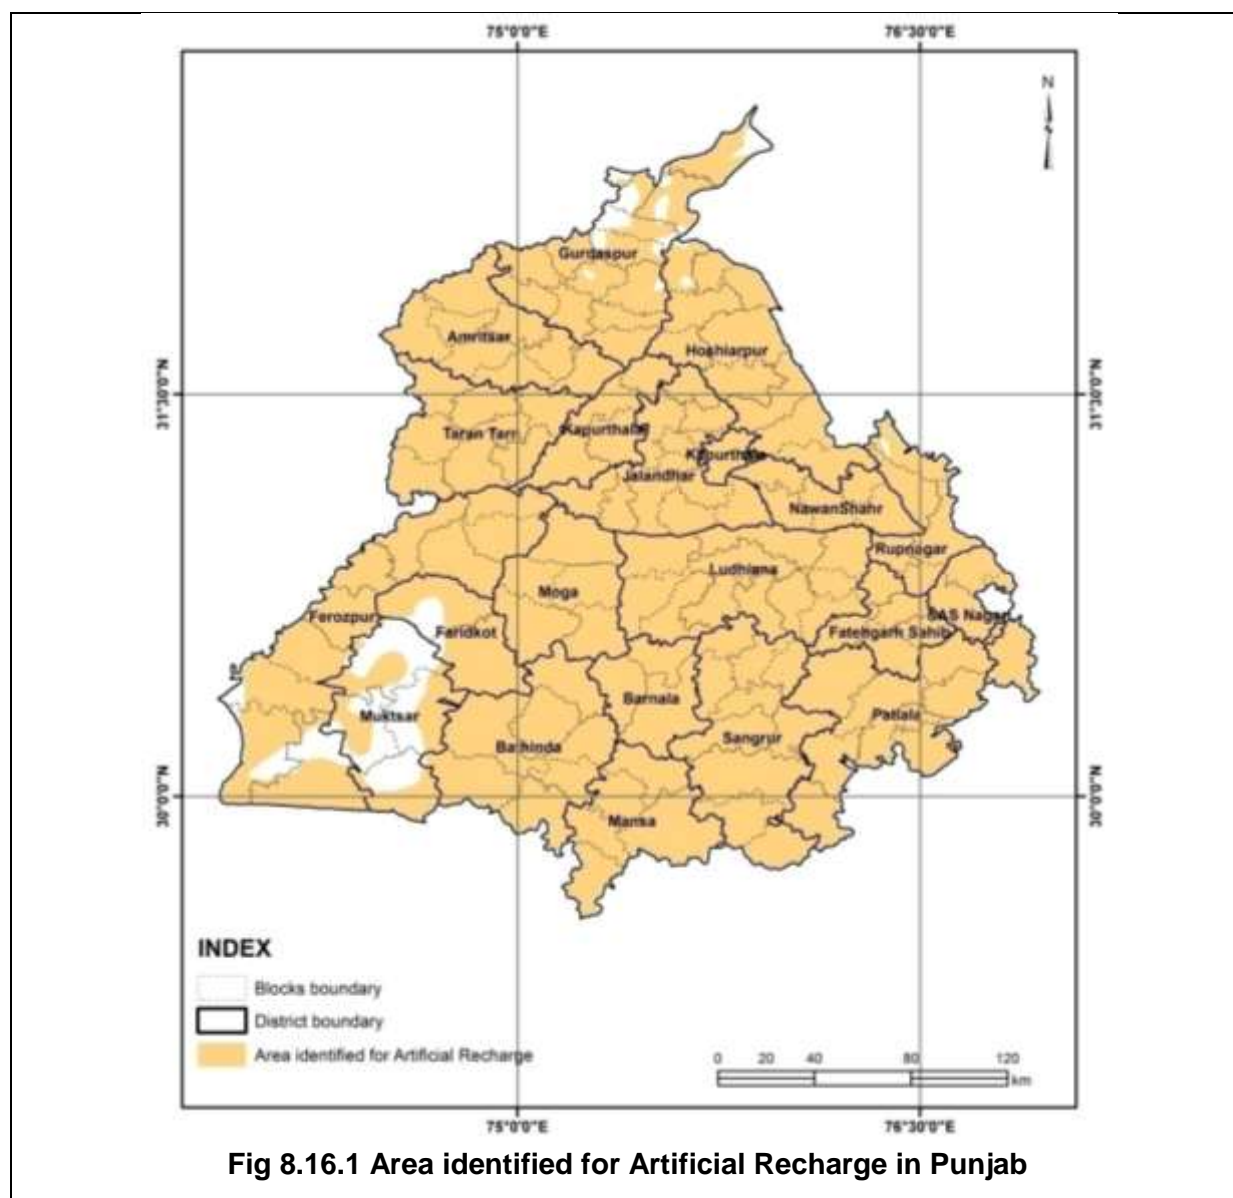 75°0'0"E 76°30'0"E
N
Gurdaspur
Amritsar
Hoshiarpur
31°30'0"N 31°30'0"N
Taran Tarn Kapurthala
Kapurthala
Jalandhar
NawanShahr
Rupnagar
Ludhiana
Moga
Ferozpur SAS Nagar
Faridkot Fatehgarh Sahib
Barnala
Muktsar Patiala
Sangrur
Bathinda
30°0'0"N 30°0'0"N
Mansa
INDEX
Blocks boundary
District boundary
Area identified for Artificial Recharge
0 20 40 80 120
km
75°0'0"E 76°30'0"E
Fig 8.16.1 Area identified for Artificial Recharge in Punjab